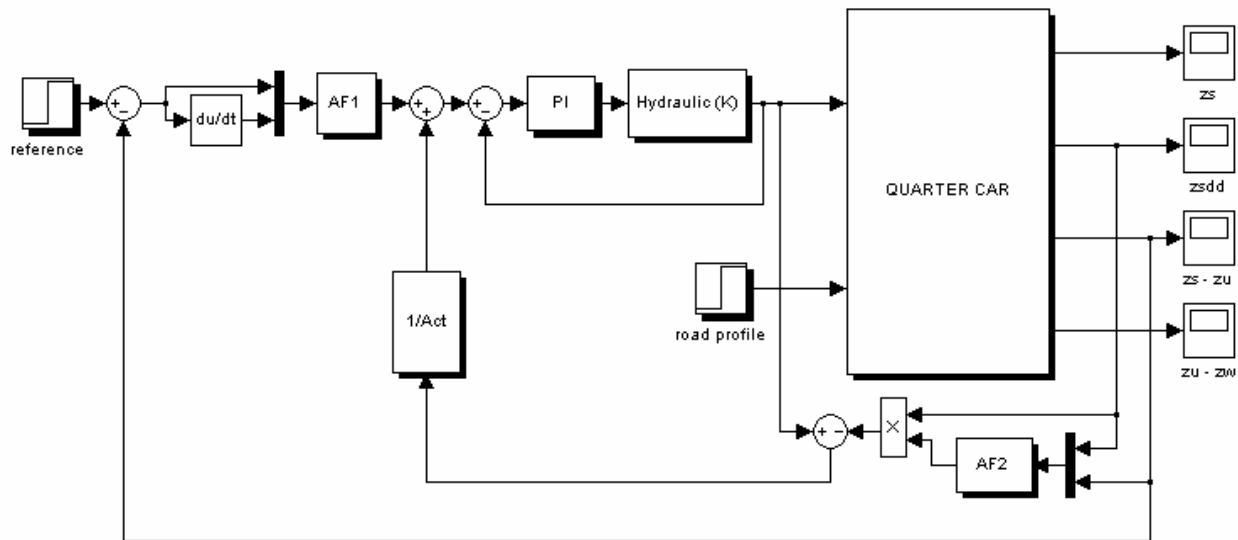 zs
reference
+
−
du/dt
AF1
+
+
+
−
PI
Hydraulic (K)
QUARTER CAR
zsdd
zs - zu
1/Act
road profile
zu - zw
+
−
×
AF2